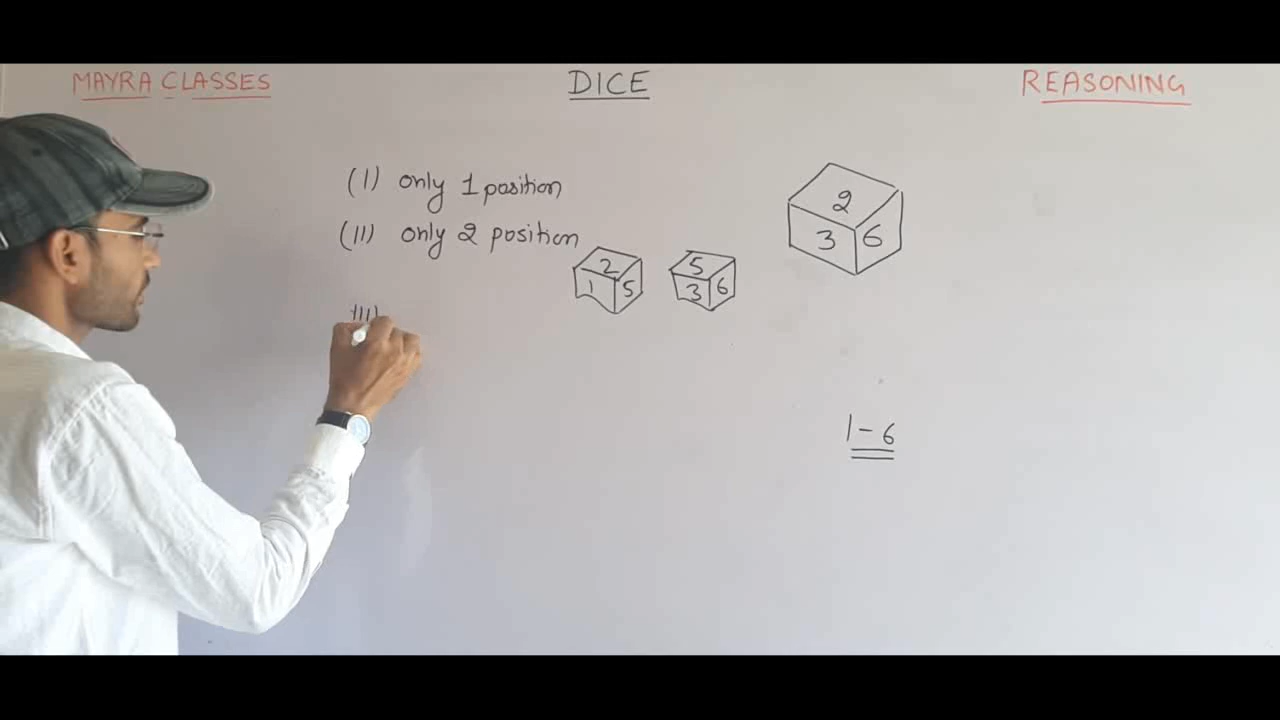 MAYRA CLASSES
DICE
REASONING
(I) only 1 position
(II) only 2 position
III)
2
1 5
5
3 6
2
3 6
1-6